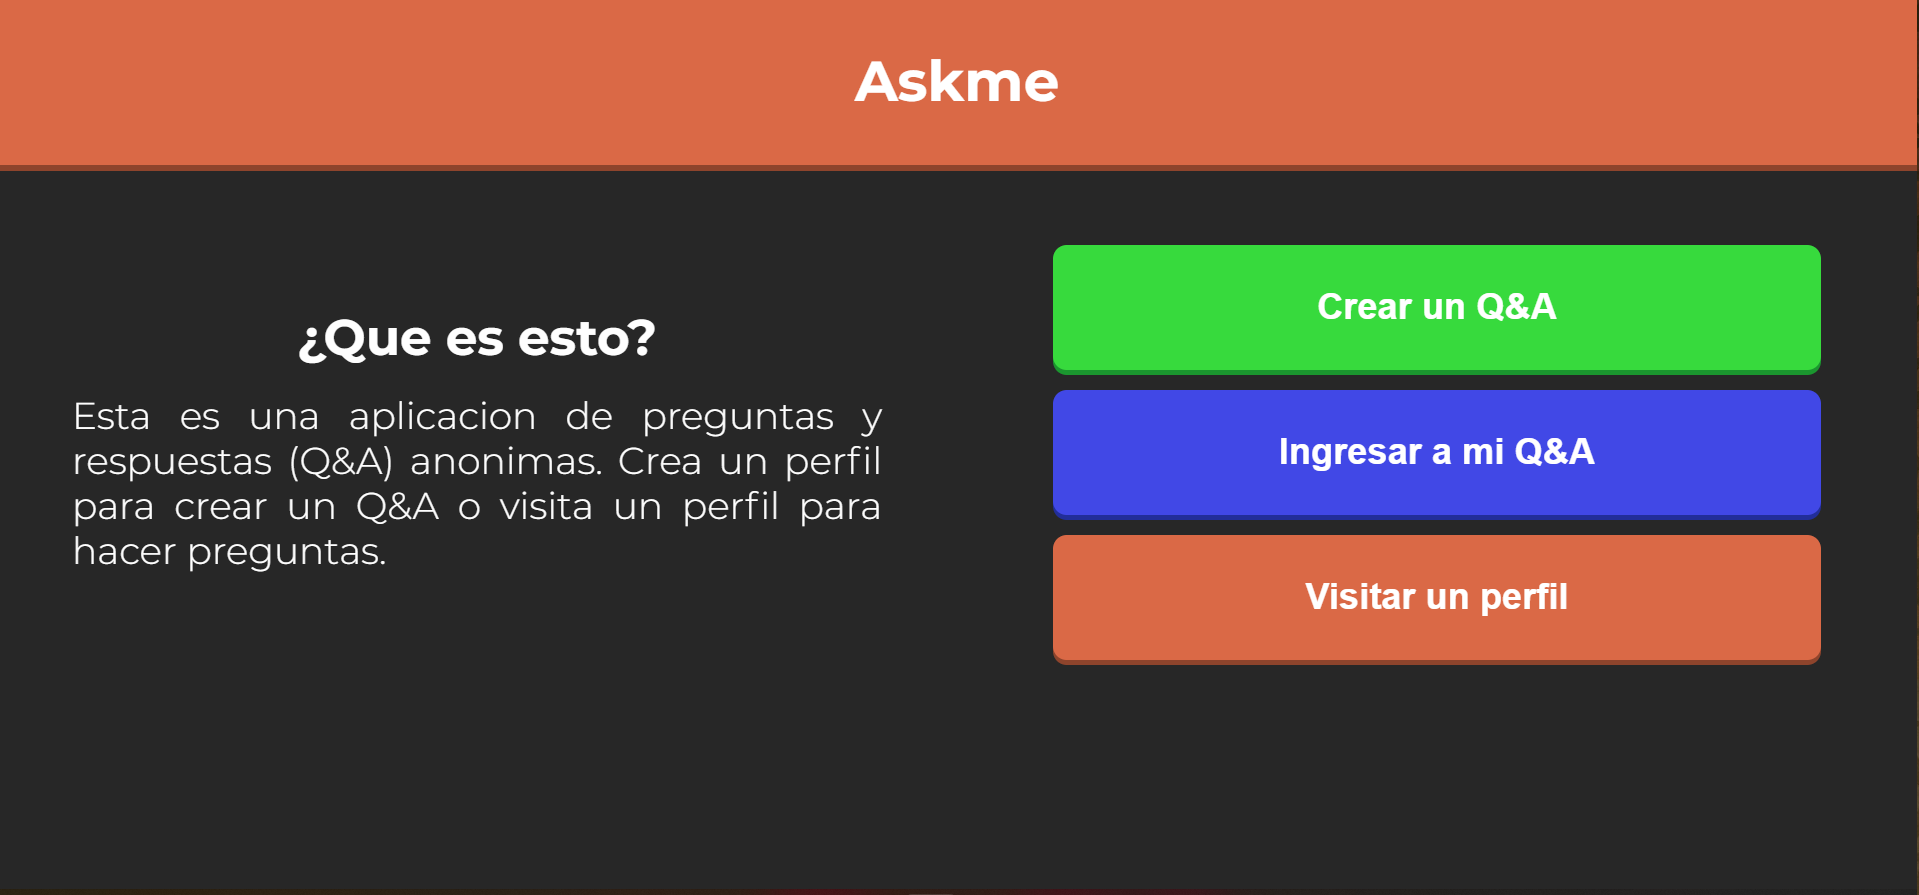 Askme
¿Que es esto?
Esta es una aplicacion de preguntas y
respuestas (Q&A) anonimas. Crea un perfil
para crear un Q&A o visita un perfil para
hacer preguntas.
Crear un Q&A
Ingresar a mi Q&A
Visitar un perfil